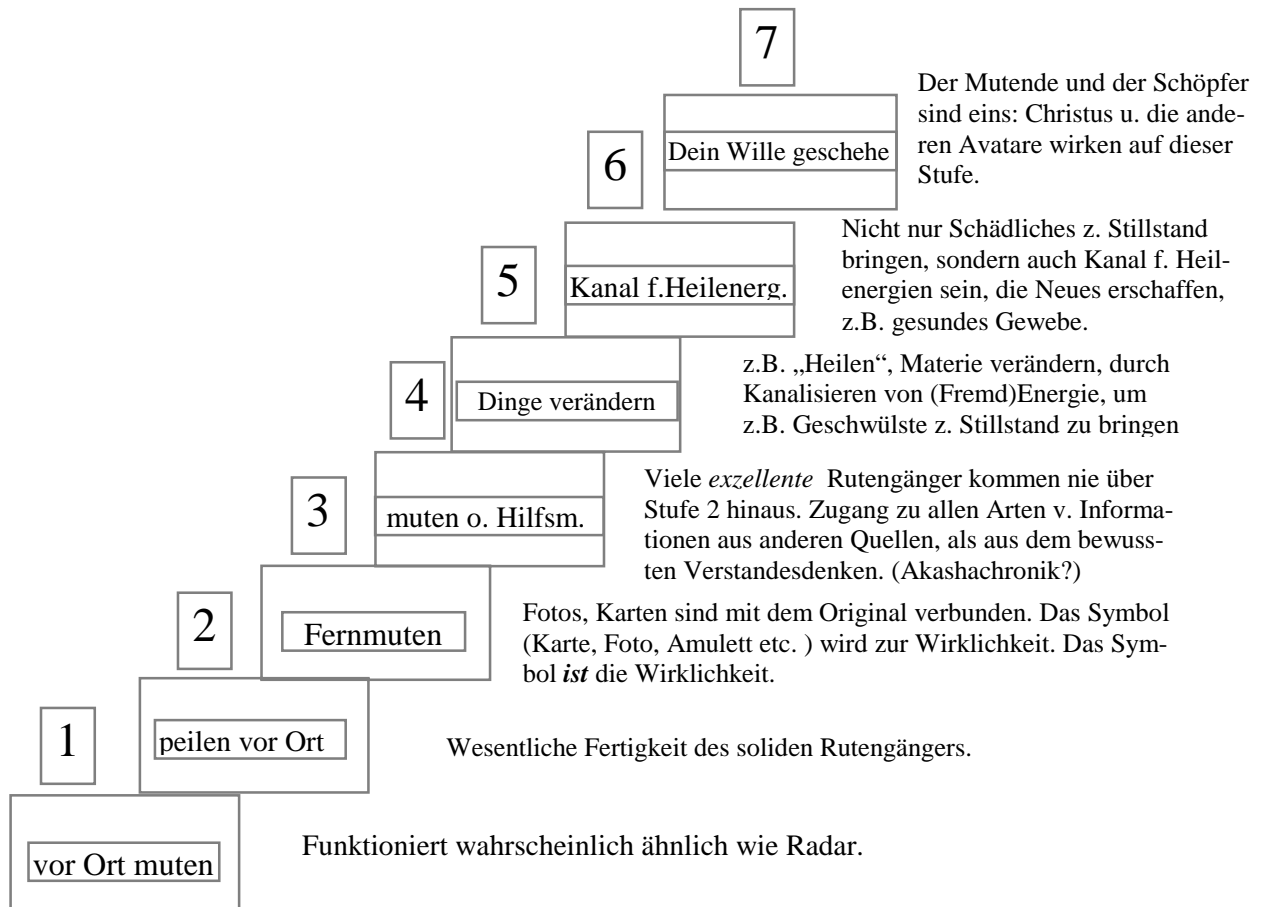 7
Der Mutende und der Schöpfer
sind eins: Christus u. die ande-
ren Avatare wirken auf dieser
Stufe.
Dein Wille geschehe
6
Nicht nur Schädliches z. Stillstand
bringen, sondern auch Kanal f. Heil-
energien sein, die Neues erschaffen,
z.B. gesundes Gewebe.
Kanal f.Heilenerg.
5
z.B. „Heilen“, Materie verändern, durch
Kanalisieren von (Fremd)Energie, um
z.B. Geschwülste z. Stillstand zu bringen
Dinge verändern
4
Viele exzellente Rutengänger kommen nie über
Stufe 2 hinaus. Zugang zu allen Arten v. Informa-
tionen aus anderen Quellen, als aus dem bewuss-
ten Verstandesdenken. (Akashachronik?)
muten o. Hilfsm.
3
Fotos, Karten sind mit dem Original verbunden. Das Symbol
(Karte, Foto, Amulett etc. ) wird zur Wirklichkeit. Das Sym-
bol ist die Wirklichkeit.
Fernmuten
2
peilen vor Ort
Wesentliche Fertigkeit des soliden Rutengängers.
1
vor Ort muten
Funktioniert wahrscheinlich ähnlich wie Radar.